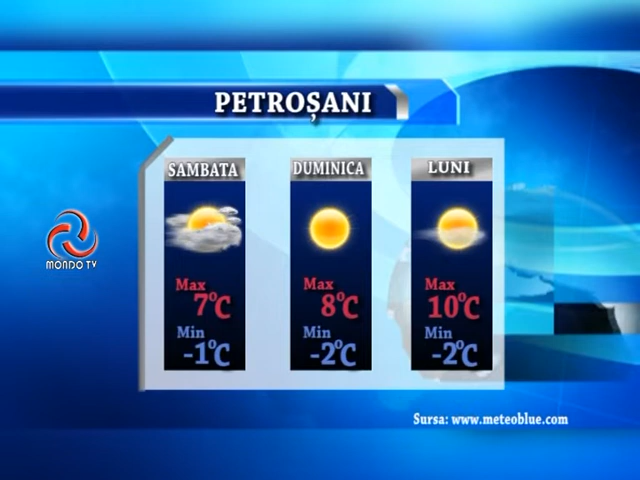 PETROȘANI
SAMBATA
Max
7°C
Min
-1°C
DUMINICA
Max
8°C
Min
-2°C
LUNI
Max
10°C
Min
-2°C
MONDO TV
Sursa: www.meteoblue.com